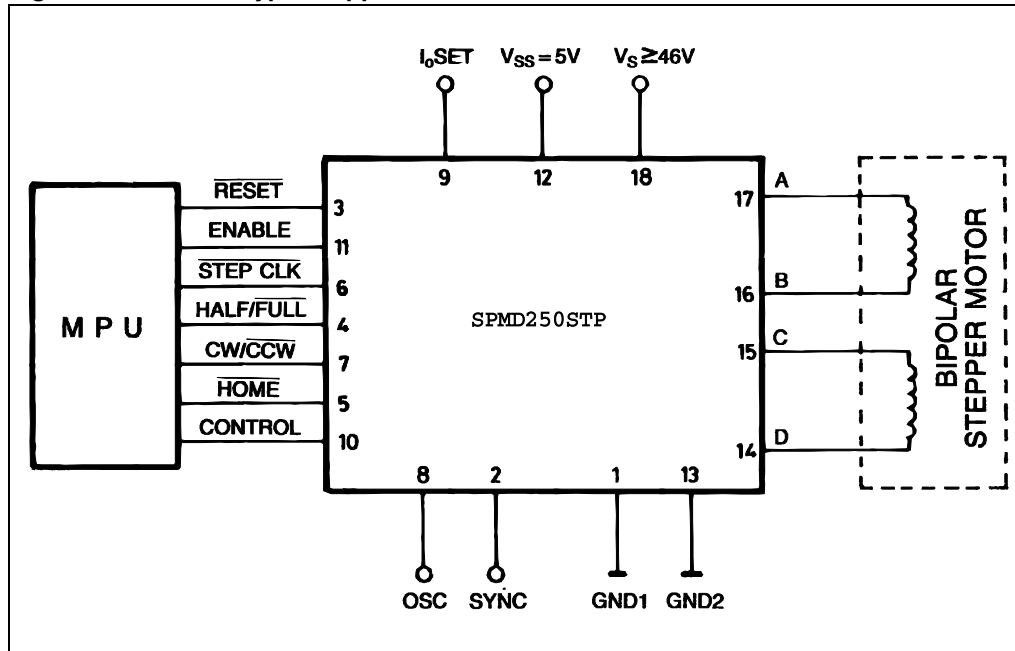 IoSET VSS=5V VS≥46V
9 12 18
MPU
RESET 3
ENABLE 11
STEP CLK 6
HALF/FULL 4
CW/CCW 7
HOME 5
CONTROL 10
SPMD250STP
17 A
16 B
15 C
14 D
BIPOLAR
STEPPER MOTOR
8 2 1 13
OSC SYNC GND1 GND2